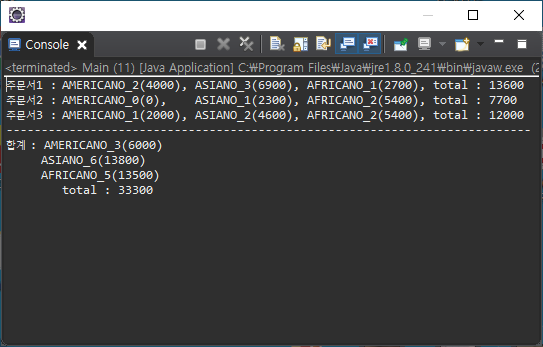 Console
<terminated> Main (11) [Java Application] C:₩Program Files₩Java₩jre1.8.0_241₩bin₩javaw.exe (2
주문서1 : AMERICANO_2(4000), ASIANO_3(6900), AFRICANO_1(2700), total : 13600
주문서2 : AMERICANO_0(0),    ASIANO_1(2300), AFRICANO_2(5400), total : 7700
주문서3 : AMERICANO_1(2000), ASIANO_2(4600), AFRICANO_2(5400), total : 12000
---------------------------------------------------------------------------
합계 : AMERICANO_3(6000)
ASIANO_6(13800)
AFRICANO_5(13500)
total : 33300